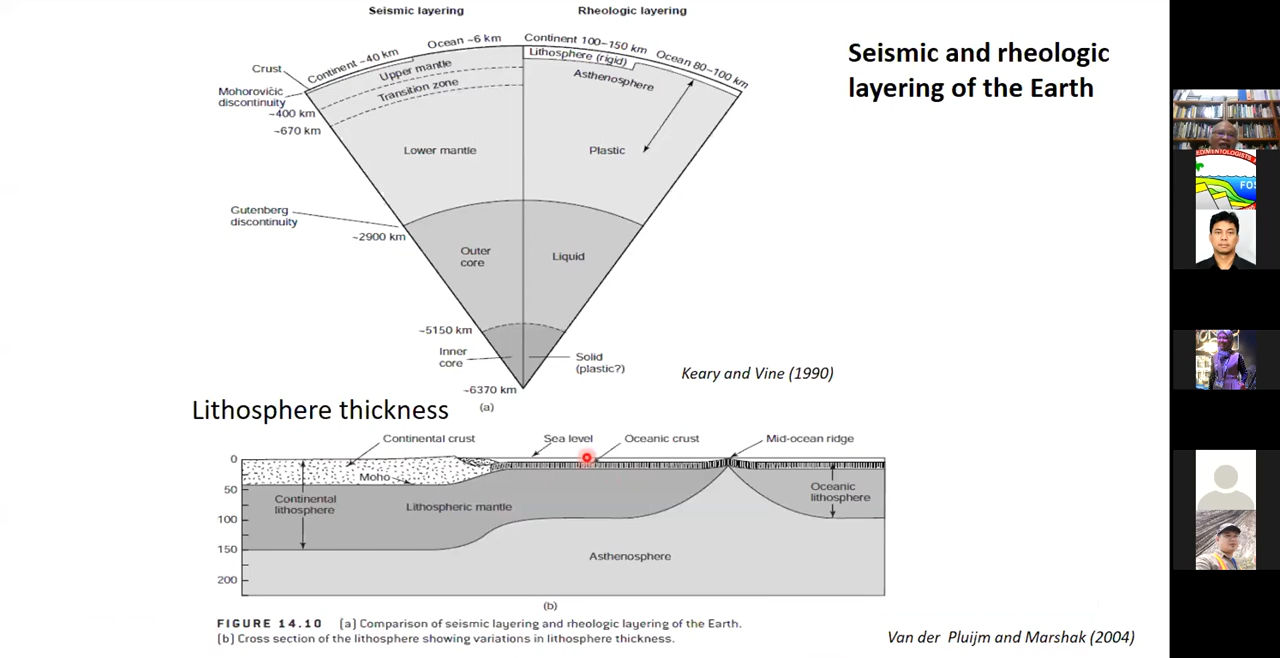 Seismic layering
Rheologic layering
Seismic and rheologic
layering of the Earth
Continent ~40 km
Ocean ~6 km
Continent 100–150 km
Ocean 80–100 km
Crust
Upper mantle
Lithosphere (rigid)
Mohorovičić
discontinuity
Transition zone
Asthenosphere
~400 km
~670 km
Lower mantle
Plastic
Gutenberg
discontinuity
~2900 km
Outer
core
Liquid
~5150 km
Inner
core
Solid
(plastic?)
~6370 km
Keary and Vine (1990)
(a)
Lithosphere thickness
Continental crust
Sea level
Oceanic crust
Mid-ocean ridge
0
50
100
150
200
Moho
Continental
lithosphere
Lithospheric mantle
Oceanic
lithosphere
Asthenosphere
(b)
FIGURE 14.10 (a) Comparison of seismic layering and rheologic layering of the Earth.
(b) Cross section of the lithosphere showing variations in lithosphere thickness.
Van der Pluijm and Marshak (2004)
EDIMENTOLOGISTS
FOS